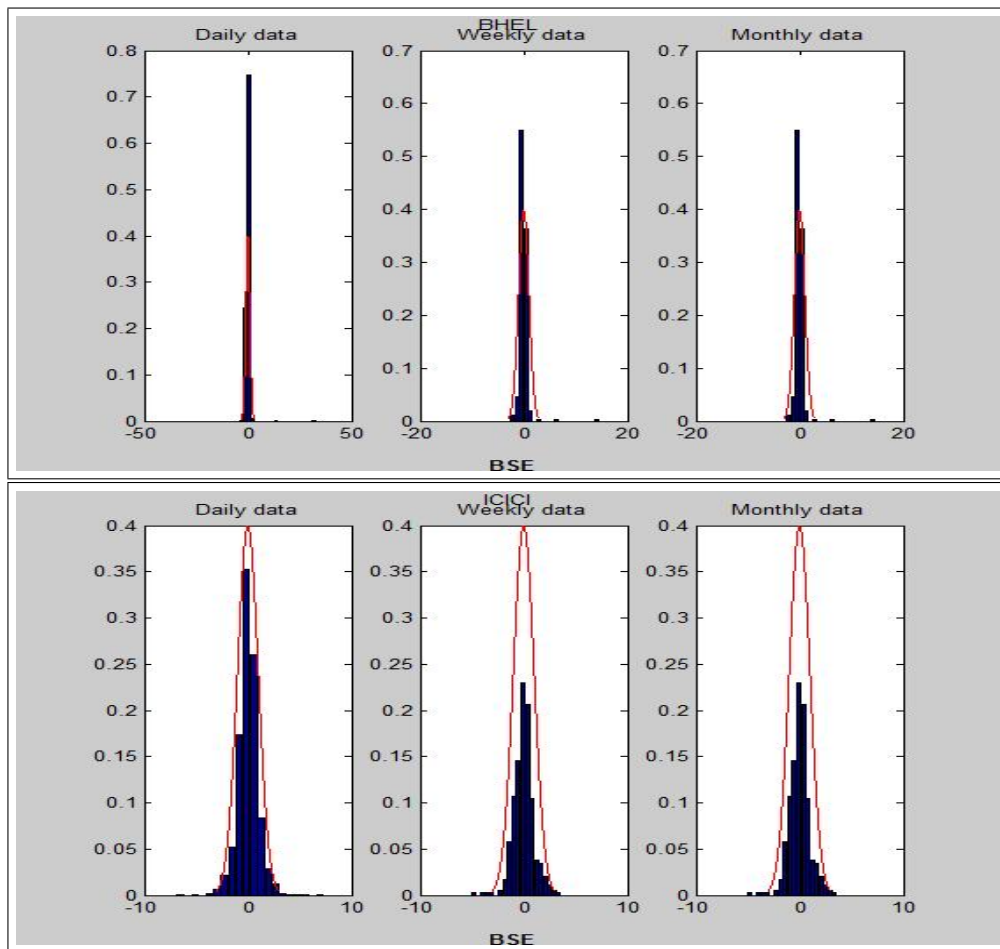 BHEL
Daily data Weekly data Monthly data
0.8 0.7 0.7
0.7 0.6 0.6
0.6 0.5 0.5
0.5 0.4 0.4
0.4 0.3 0.3
0.3 0.2 0.2
0.2 0.1 0.1
0.1
0 0 0
-50 0 50 -20 0 20 -20 0 20
BSE
ICICI
Daily data Weekly data Monthly data
0.4 0.4 0.4
0.35 0.35 0.35
0.3 0.3 0.3
0.25 0.25 0.25
0.2 0.2 0.2
0.15 0.15 0.15
0.1 0.1 0.1
0.05 0.05 0.05
0 0 0
-10 0 10 -10 0 10 -10 0 10
BSE